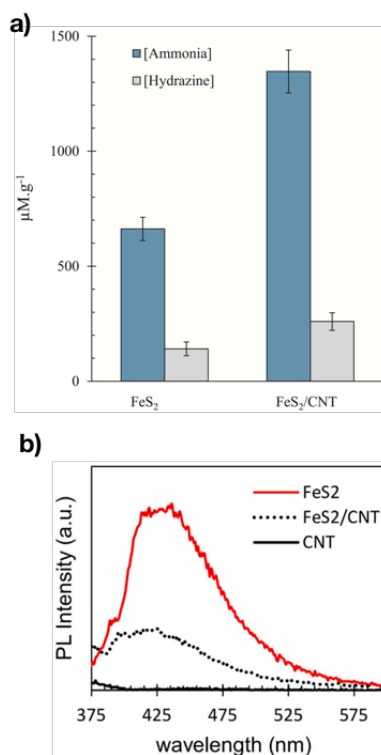 a)
1500
1000
500
0
µM.g⁻¹
[Ammonia]
[Hydrazine]
FeS₂
FeS₂/CNT
b)
PL Intensity (a.u.)
FeS2
FeS2/CNT
CNT
375
425
475
525
575
wavelength (nm)